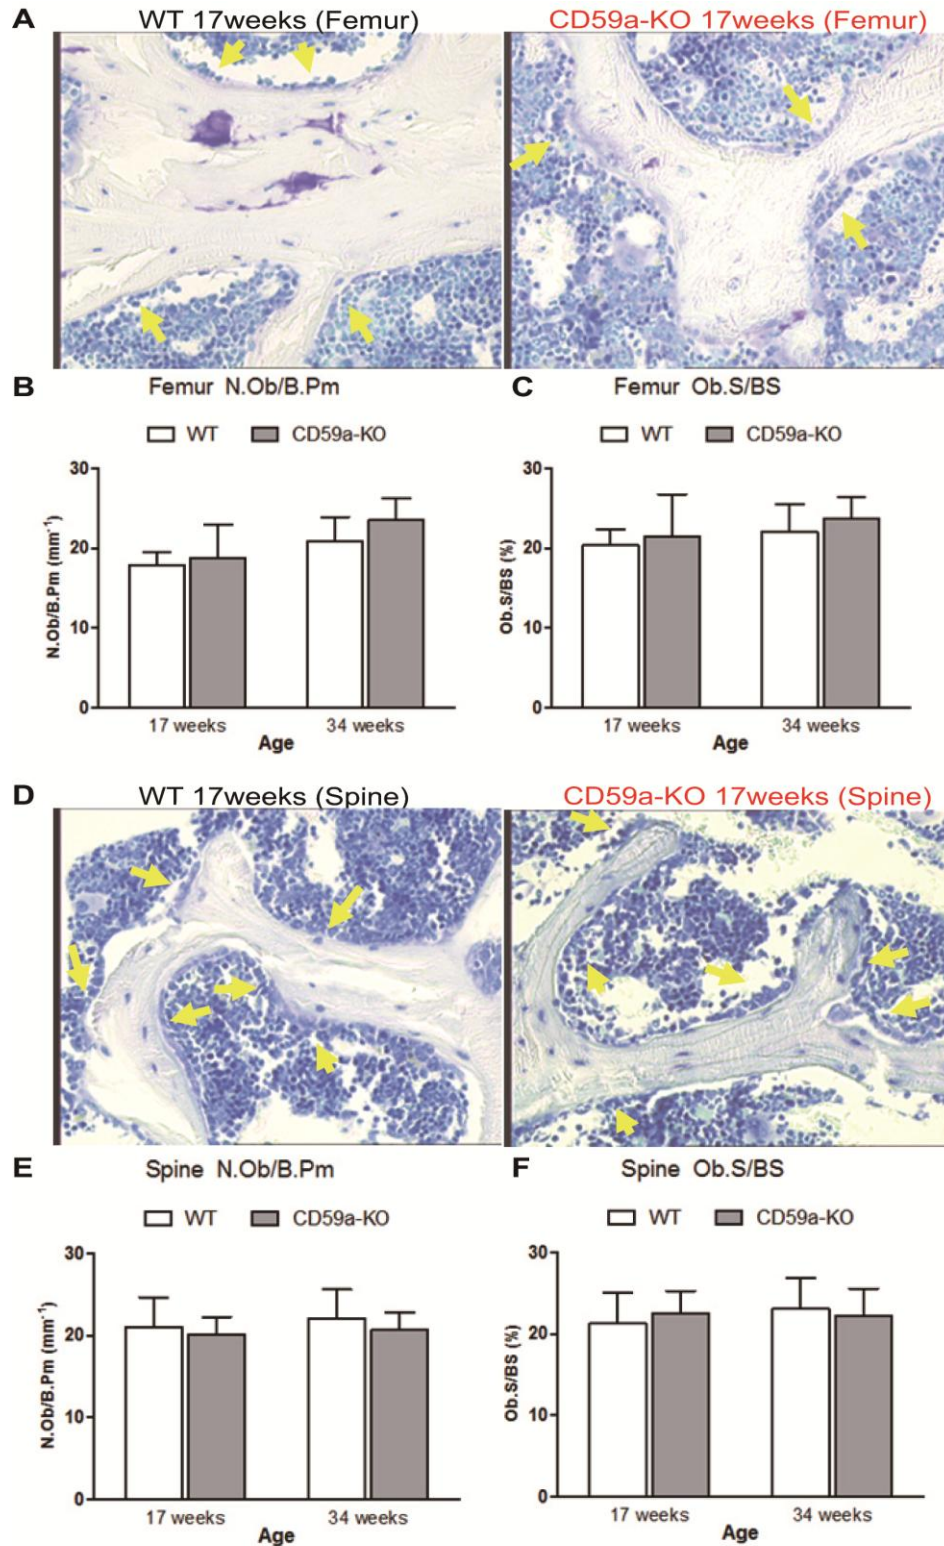 A WT 17weeks (Femur) CD59a-KO 17weeks (Femur)
B Femur N.Ob/B.Pm
WT CD59a-KO
30
20
10
0
N.Ob/B.Pm (mm⁻¹)
17 weeks 34 weeks
Age
C Femur Ob.S/BS
WT CD59a-KO
30
20
10
0
Ob.S/BS (%)
17 weeks 34 weeks
Age
D WT 17weeks (Spine) CD59a-KO 17weeks (Spine)
E Spine N.Ob/B.Pm
WT CD59a-KO
30
20
10
0
N.Ob/B.Pm (mm⁻¹)
17 weeks 34 weeks
Age
F Spine Ob.S/BS
WT CD59a-KO
30
20
10
0
Ob.S/BS (%)
17 weeks 34 weeks
Age